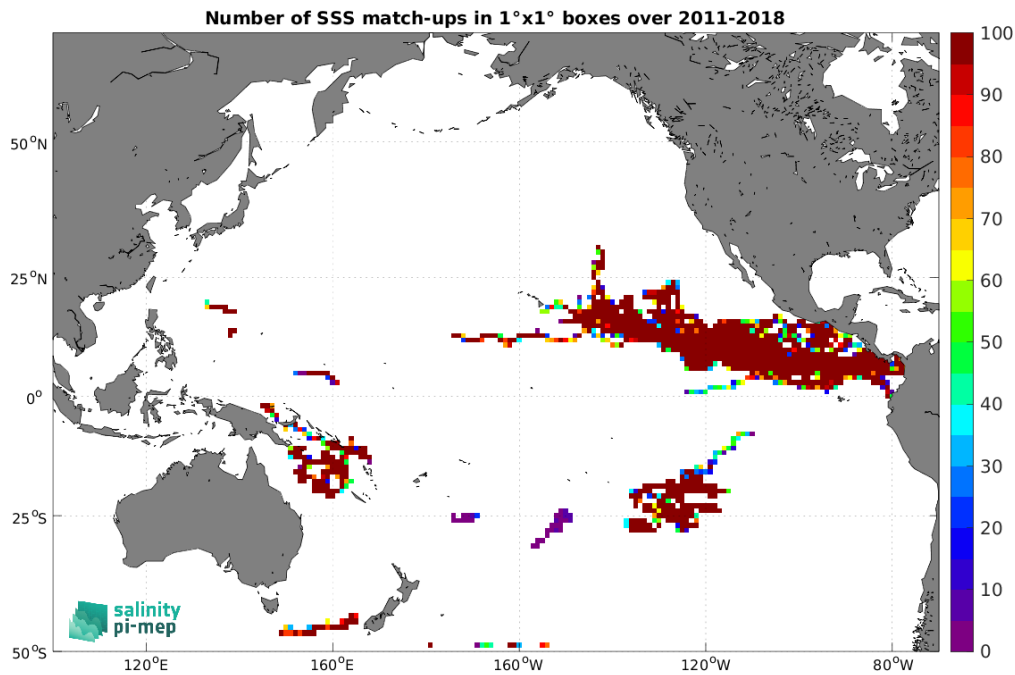 Number of SSS match-ups in 1°x1° boxes over 2011-2018
50°N
25°N
0°
25°S
50°S
120°E
160°E
160°W
120°W
80°W
100
90
80
70
60
50
40
30
20
10
0
salinity
pi-mep